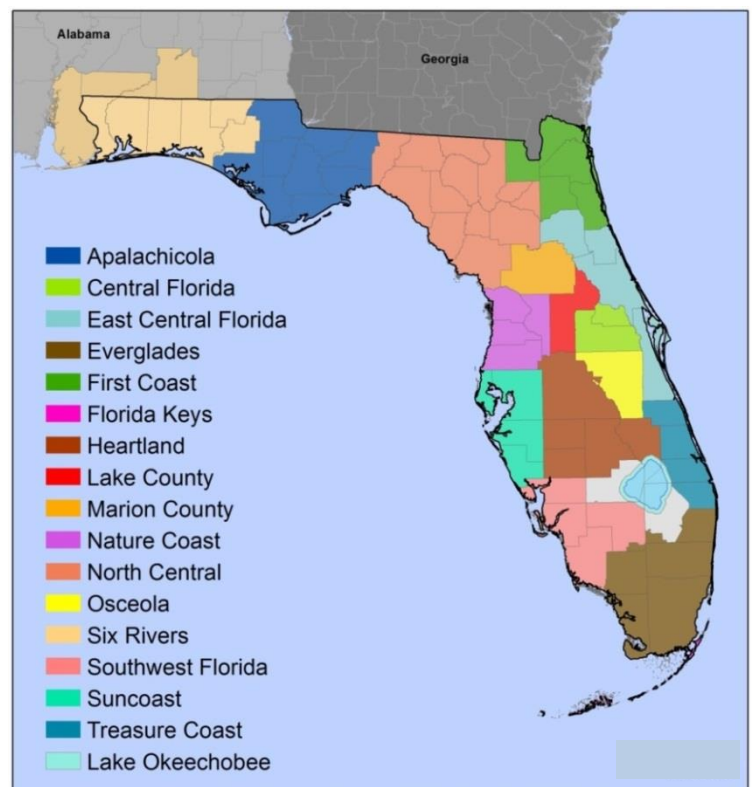 Alabama
Georgia
Apalachicola
Central Florida
East Central Florida
Everglades
First Coast
Florida Keys
Heartland
Lake County
Marion County
Nature Coast
North Central
Osceola
Six Rivers
Southwest Florida
Suncoast
Treasure Coast
Lake Okeechobee